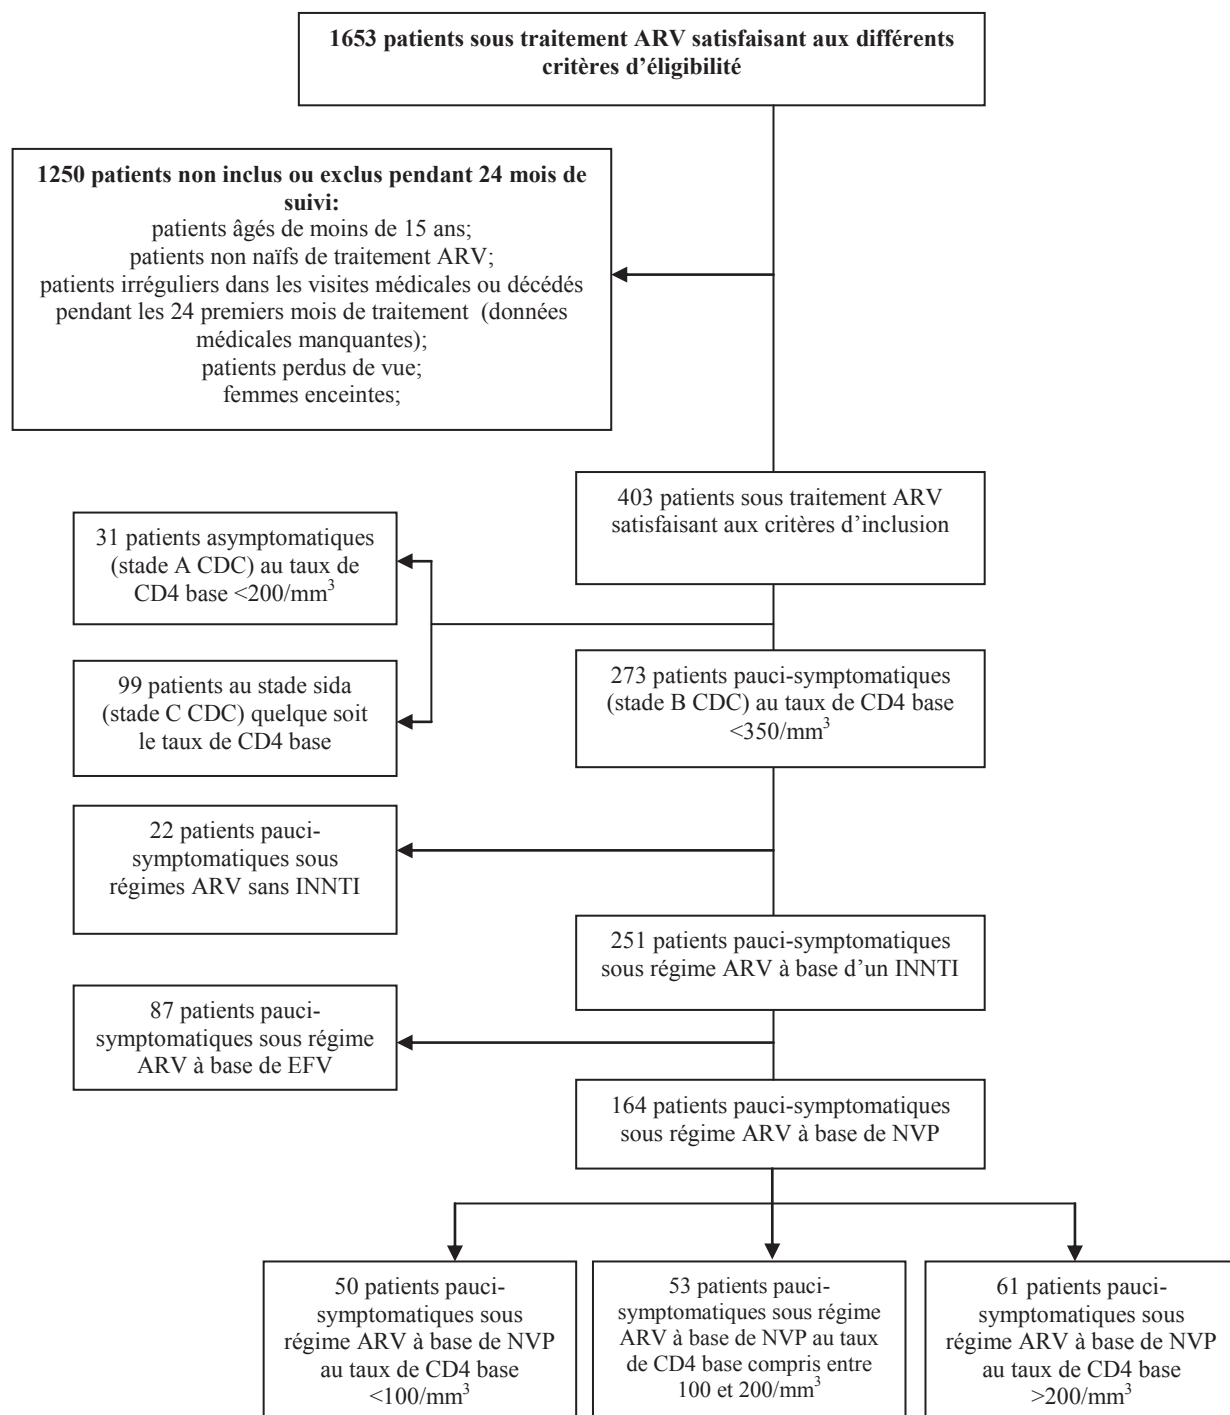 1653 patients sous traitement ARV satisfaisant aux différents
critères d’éligibilité
1250 patients non inclus ou exclus pendant 24 mois de
suivi:
patients âgés de moins de 15 ans;
patients non naïfs de traitement ARV;
patients irréguliers dans les visites médicales ou décédés
pendant les 24 premiers mois de traitement (données
médicales manquantes);
patients perdus de vue;
femmes enceintes;
403 patients sous traitement ARV
satisfaisant aux critères d’inclusion
31 patients asymptomatiques
(stade A CDC) au taux de
CD4 base <200/mm³
99 patients au stade sida
(stade C CDC) quelque soit
le taux de CD4 base
273 patients pauci-symptomatiques
(stade B CDC) au taux de CD4 base
<350/mm³
22 patients pauci-
symptomatiques sous
régimes ARV sans INNTI
251 patients pauci-symptomatiques
sous régime ARV à base d’un INNTI
87 patients pauci-
symptomatiques sous régime
ARV à base de EFV
164 patients pauci-symptomatiques
sous régime ARV à base de NVP
50 patients pauci-
symptomatiques sous
régime ARV à base de NVP
au taux de CD4 base
<100/mm³
53 patients pauci-
symptomatiques sous régime
ARV à base de NVP au taux
de CD4 base compris entre
100 et 200/mm³
61 patients pauci-
symptomatiques sous
régime ARV à base de NVP
au taux de CD4 base
>200/mm³